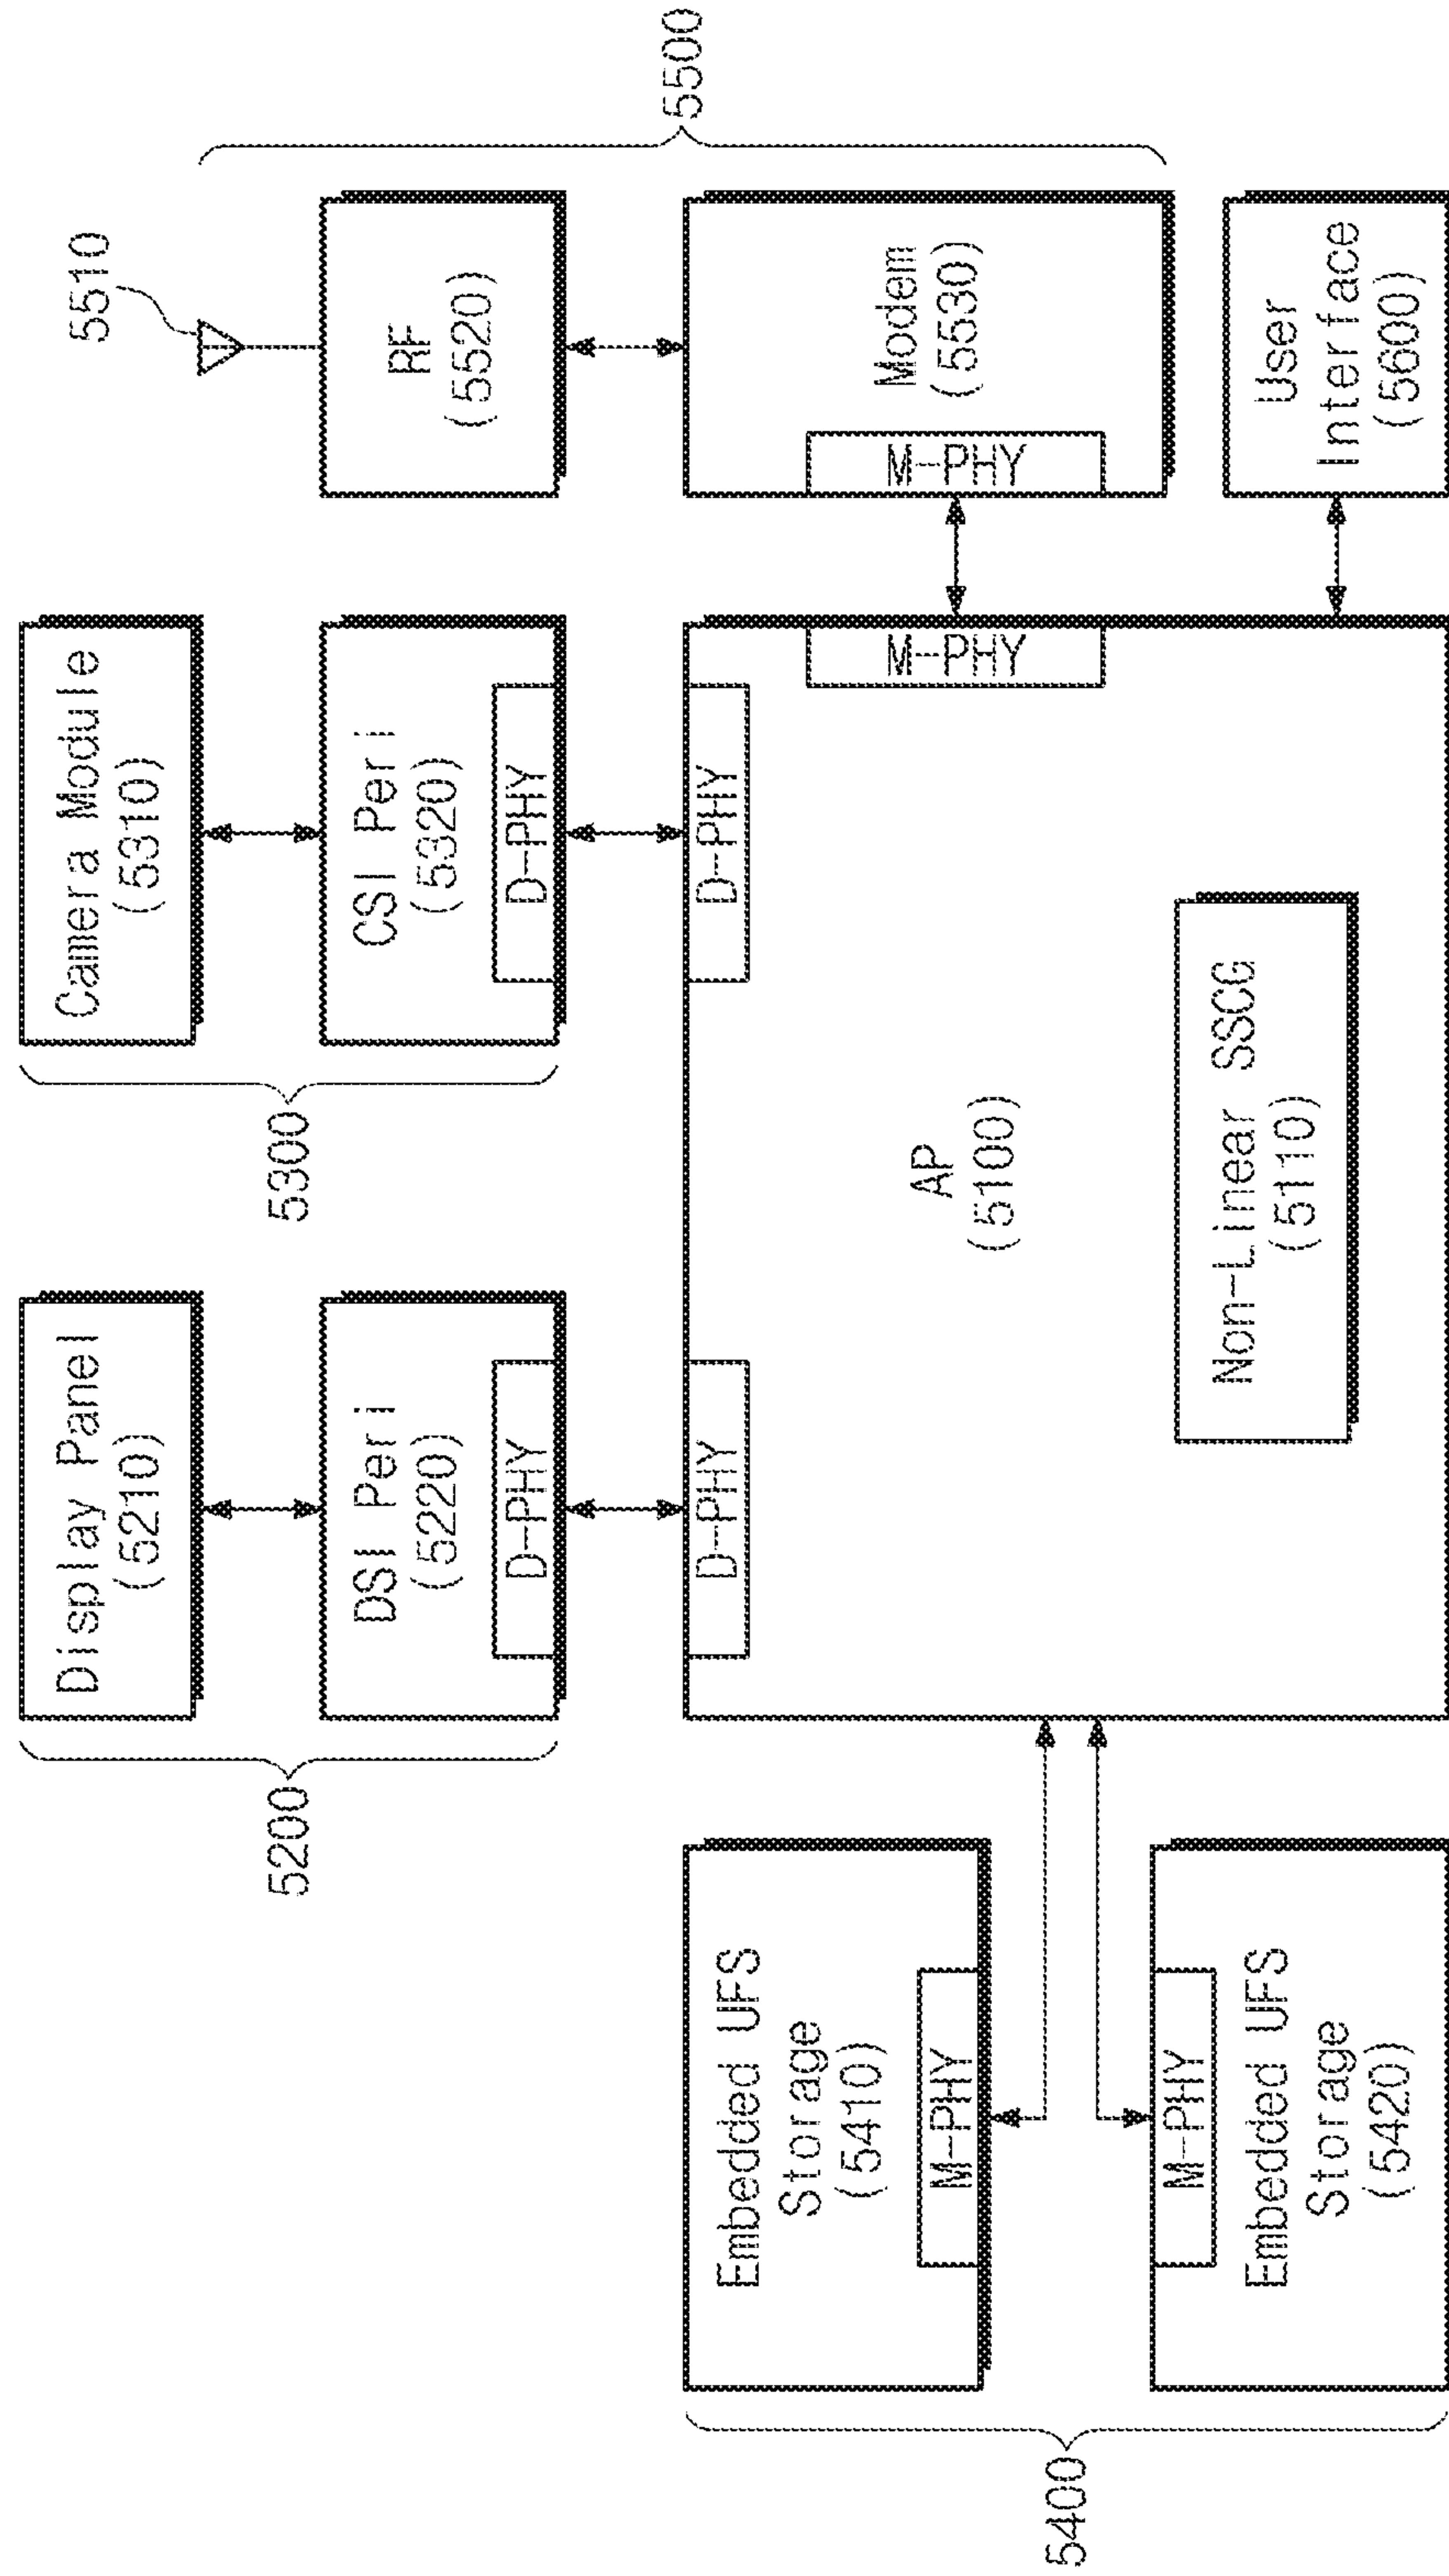 5200
Display Panel
(5210)
DSI Peri
(5220)
D-PHY
5300
Camera Module
(5310)
CSI Peri
(5320)
D-PHY
5510
RF
(5520)
5500
5400
Embedded UFS
Storage
(5410)
M-PHY
M-PHY
Embedded UFS
Storage
(5420)
D-PHY
D-PHY
AP
(5100)
M-PHY
Non-Linear SSCG
(5110)
M-PHY
Modem
(5530)
User
Interface
(5600)